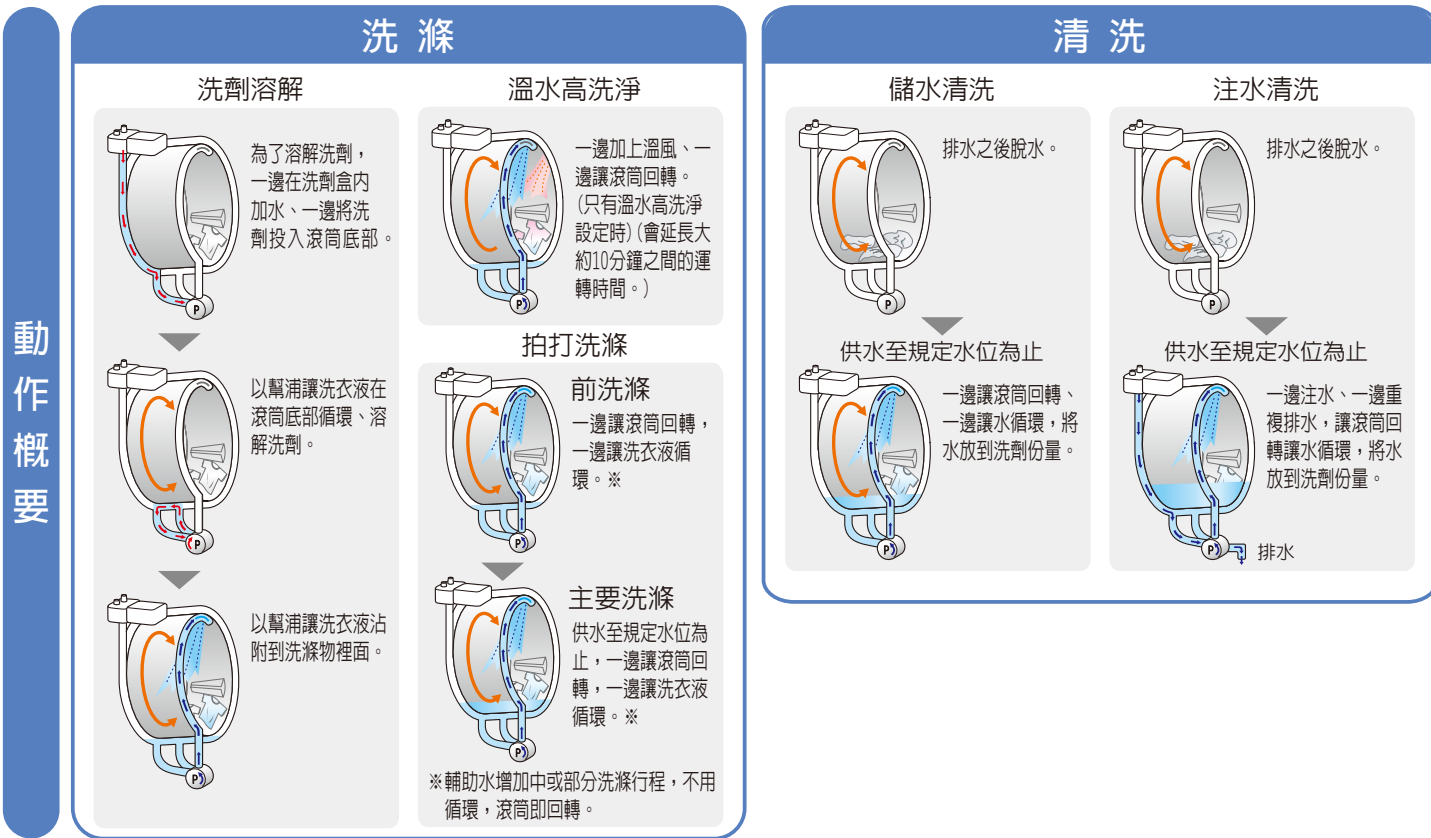 動作概要
洗 滌
洗劑溶解
為了溶解洗劑，
一邊在洗劑盒內
加水、一邊將洗
劑投入滾筒底部。
P
以幫浦讓洗衣液在
滾筒底部循環、溶
解洗劑。
P
以幫浦讓洗衣液沾
附到洗滌物裡面。
P
溫水高洗淨
一邊加上溫風、一
邊讓滾筒回轉。
(只有溫水高洗淨
設定時)(會延長大
約10分鐘之間的運
轉時間。)
P
拍打洗滌
前洗滌
一邊讓滾筒回轉，
一邊讓洗衣液循
環。※
P
主要洗滌
供水至規定水位為
止，一邊讓滾筒回
轉，一邊讓洗衣液
循環。※
P
※輔助水增加中或部分洗滌行程，不用
循環，滾筒即回轉。
清 洗
儲水清洗
排水之後脫水。
P
供水至規定水位為止
一邊讓滾筒回轉、
一邊讓水循環，將
水放到洗劑份量。
P
注水清洗
排水之後脫水。
P
供水至規定水位為止
一邊注水、一邊重
複排水，讓滾筒回
轉讓水循環，將水
放到洗劑份量。
P
排水